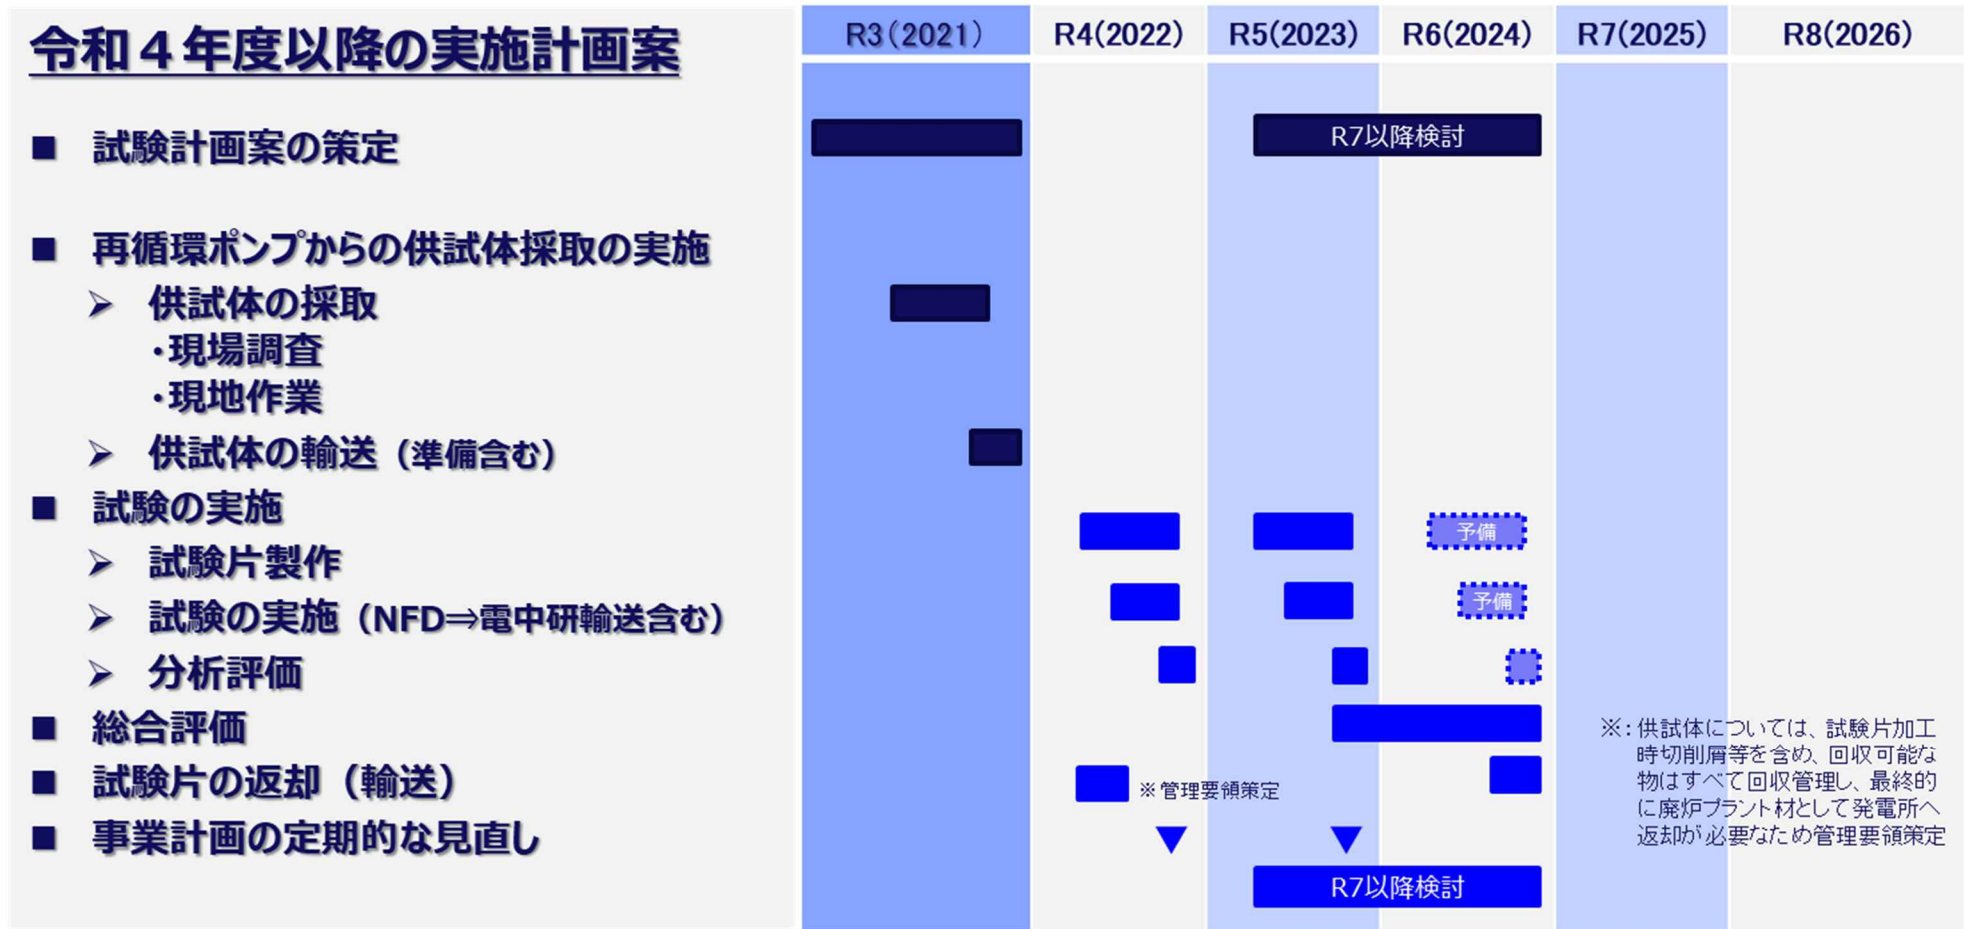 令和４年度以降の実施計画案
R3（2021）
R4(2022)
R5(2023)
R6(2024)
R7(2025)
R8(2026)
■ 試験計画案の策定
R7以降検討
■ 再循環ポンプからの供試体採取の実施
➢ 供試体の採取
・現場調査
・現地作業
➢ 供試体の輸送（準備含む）
■ 試験の実施
予備
➢ 試験片製作
➢ 試験の実施（NFD⇒電中研輸送含む）
予備
➢ 分析評価
■ 総合評価
■ 試験片の返却（輸送）
※管理要領策定
■ 事業計画の定期的な見直し
R7以降検討
※：供試体については、試験片加工
時切削屑等を含め、回収可能な
物はすべて回収管理し、最終的
に廃炉プラント材として発電所へ
返却が必要なため管理要領策定